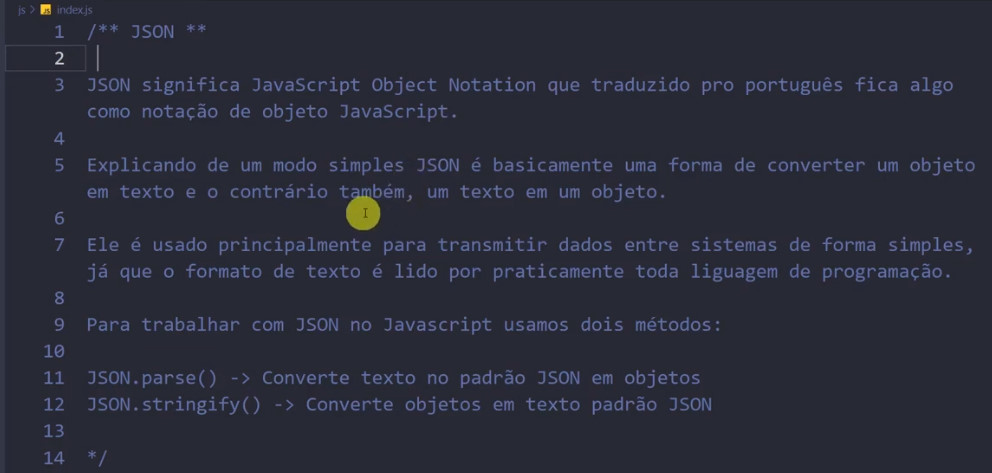 js > JS index.js
1 /** JSON **
2
3 JSON significa JavaScript Object Notation que traduzido pro português fica algo
como notação de objeto JavaScript.
4
5 Explicando de um modo simples JSON é basicamente uma forma de converter um objeto
em texto e o contrário também, um texto em um objeto.
6
7 Ele é usado principalmente para transmitir dados entre sistemas de forma simples,
já que o formato de texto é lido por praticamente toda liguagem de programação.
8
9 Para trabalhar com JSON no Javascript usamos dois métodos:
10
11 JSON.parse() -> Converte texto no padrão JSON em objetos
12 JSON.stringify() -> Converte objetos em texto padrão JSON
13
14 */